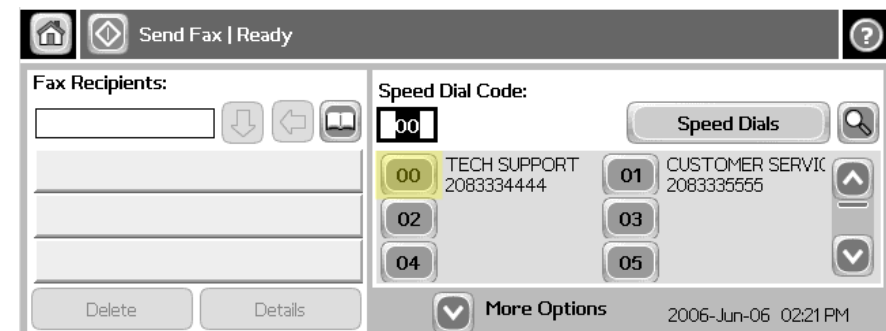 Send Fax | Ready
?
Fax Recipients:
Speed Dial Code:
00
Speed Dials
00 TECH SUPPORT 2083334444
01 CUSTOMER SERVIC 2083335555
02
03
04
05
Delete
Details
More Options
2006-Jun-06 02:21 PM